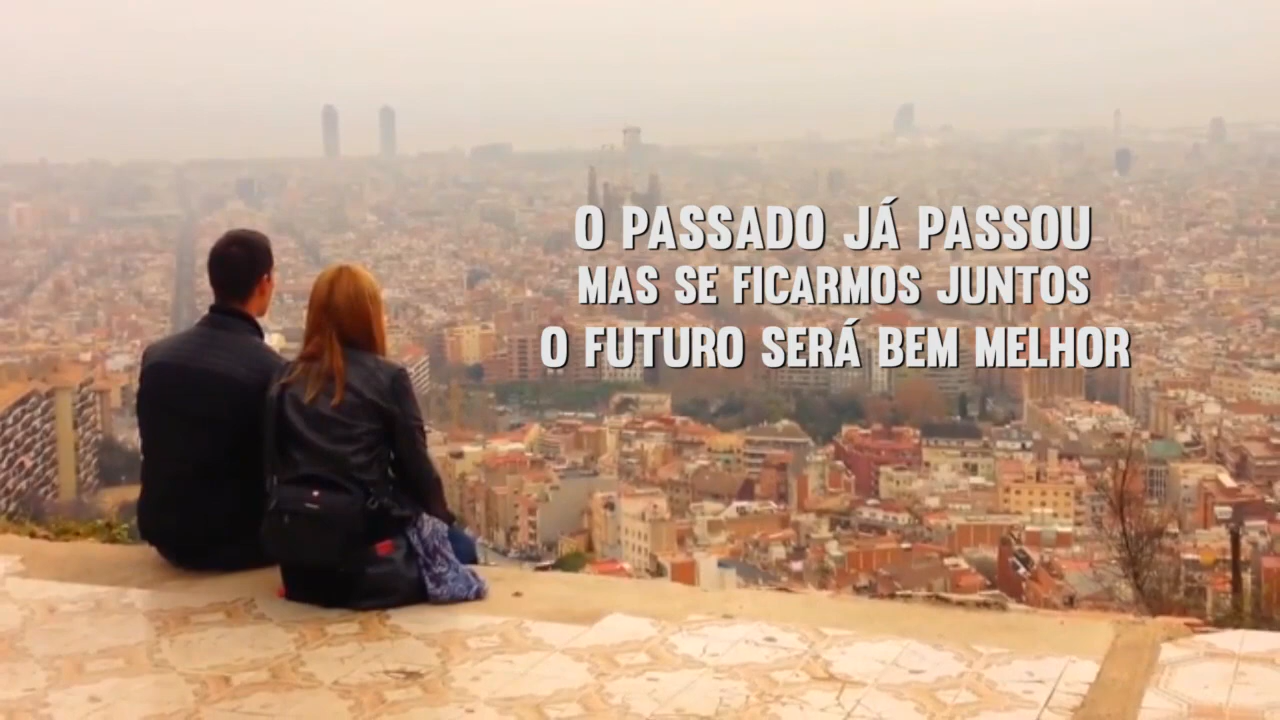 O PASSADO JÁ PASSOU
MAS SE FICARMOS JUNTOS
O FUTURO SERÁ BEM MELHOR